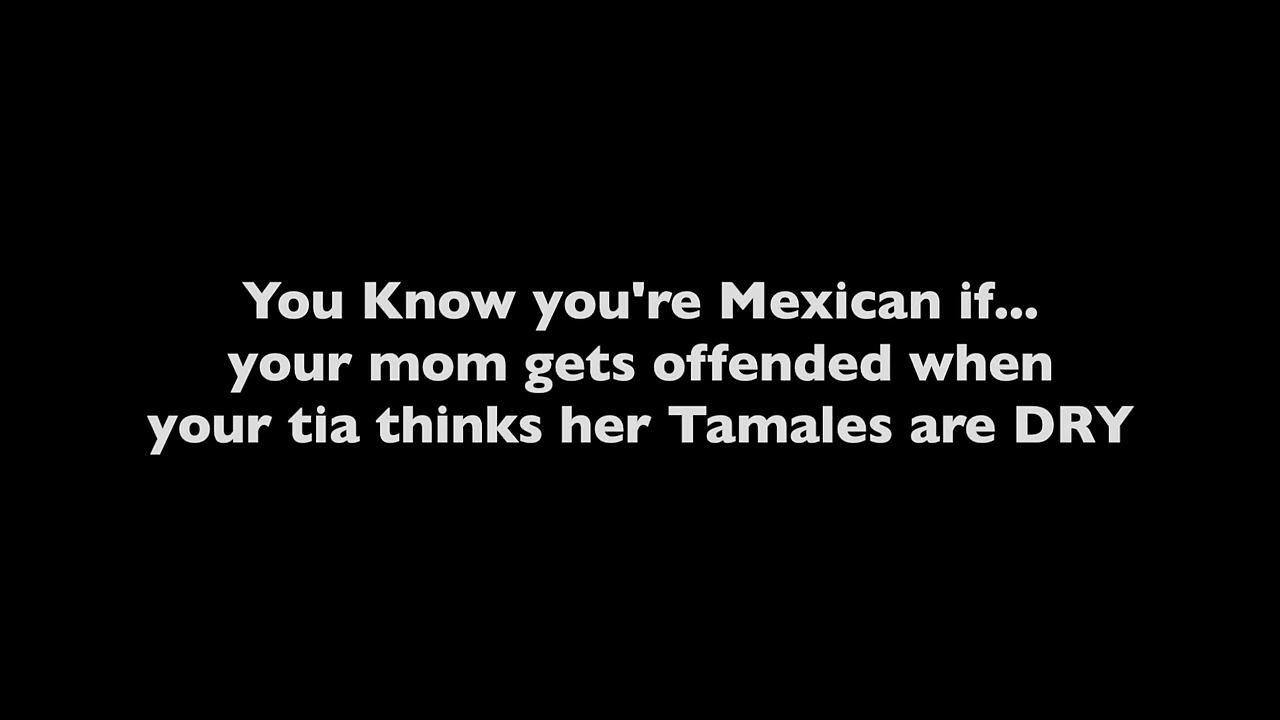 You Know you're Mexican if...
your mom gets offended when
your tia thinks her Tamales are DRY